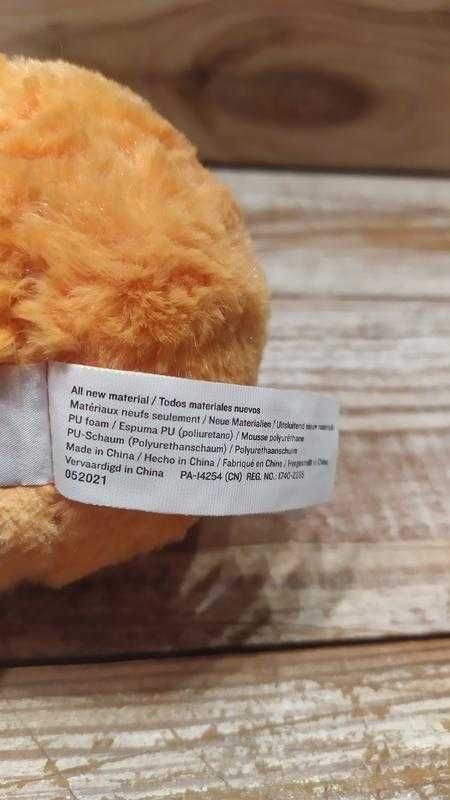 All new material / Todos materiales nuevos
Matériaux neufs seulement / Neue Materialien / Uitsluitend nieuw
PU foam / Espuma PU (poliuretano) / Mousse polyuréthane
PU-Schaum (Polyurethanschaum) / Polyurethaanschuim
Made in China / Hecho in China / Fabriqué en Chine / Hergestellt in China
Vervaardigd in China PA-14254 (CN) REG. NO.:
052021